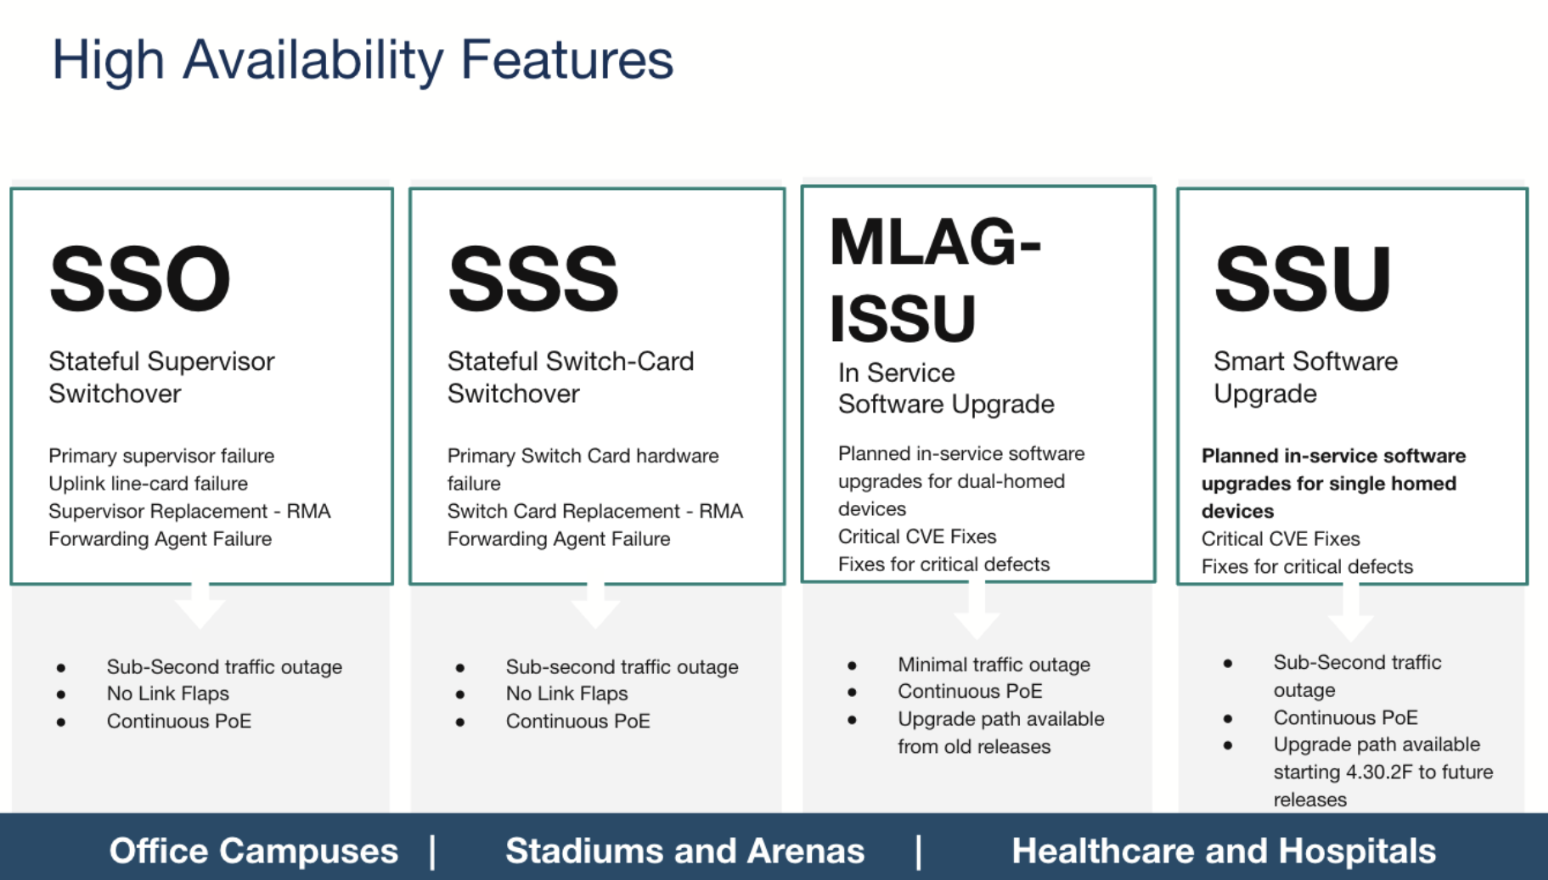 High Availability Features
SSO
Stateful Supervisor
Switchover
Primary supervisor failure
Uplink line-card failure
Supervisor Replacement - RMA
Forwarding Agent Failure
● Sub-Second traffic outage
● No Link Flaps
● Continuous PoE
SSS
Stateful Switch-Card
Switchover
Primary Switch Card hardware
failure
Switch Card Replacement - RMA
Forwarding Agent Failure
● Sub-second traffic outage
● No Link Flaps
● Continuous PoE
MLAG-
ISSU
In Service
Software Upgrade
Planned in-service software
upgrades for dual-homed
devices
Critical CVE Fixes
Fixes for critical defects
● Minimal traffic outage
● Continuous PoE
● Upgrade path available
from old releases
SSU
Smart Software
Upgrade
Planned in-service software
upgrades for single homed
devices
Critical CVE Fixes
Fixes for critical defects
● Sub-Second traffic
outage
● Continuous PoE
● Upgrade path available
starting 4.30.2F to future
releases
Office Campuses | Stadiums and Arenas | Healthcare and Hospitals